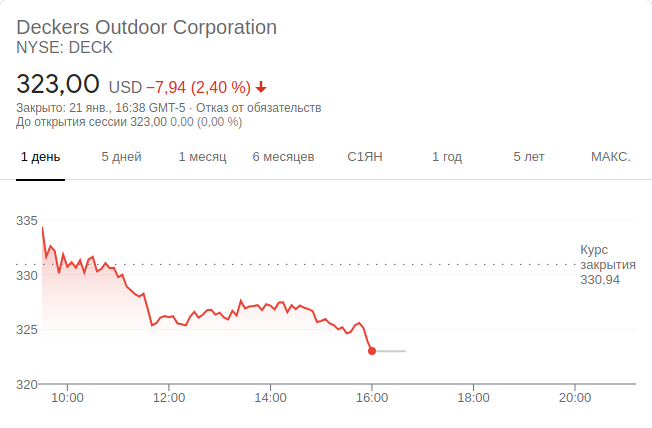 Deckers Outdoor Corporation
NYSE: DECK
323,00 USD −7,94 (2,40 %)
Закрыто: 21 янв., 16:38 GMT-5 · Отказ от обязательств
До открытия сессии 323,00 0,00 (0,00 %)
1 день 5 дней 1 месяц 6 месяцев С1ЯН 1 год 5 лет МАКС.
335
Курс
закрытия
330,94
330
325
320
10:00 12:00 14:00 16:00 18:00 20:00